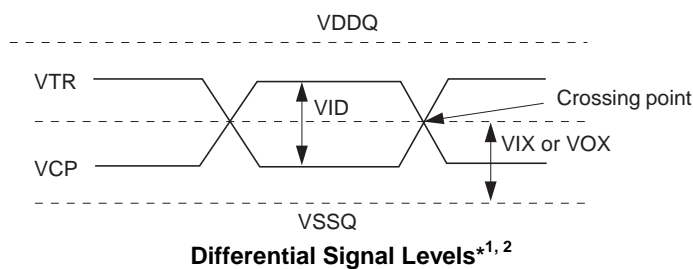 VDDQ
VTR
Crossing point
VID
VIX or VOX
VCP
VSSQ
Differential Signal Levels*1, 2